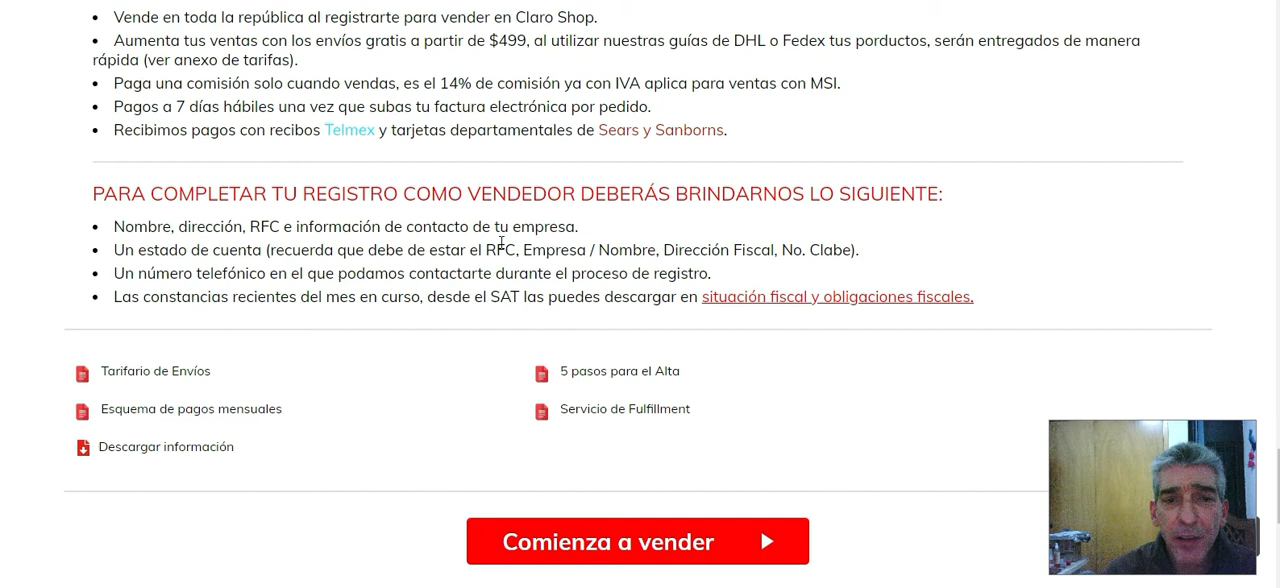 • Vende en toda la república al registrarte para vender en Claro Shop.
• Aumenta tus ventas con los envíos gratis a partir de $499, al utilizar nuestras guías de DHL o Fedex tus porductos, serán entregados de manera
rápida (ver anexo de tarifas).
• Paga una comisión solo cuando vendas, es el 14% de comisión ya con IVA aplica para ventas con MSI.
• Pagos a 7 días hábiles una vez que subas tu factura electrónica por pedido.
• Recibimos pagos con recibos Telmex y tarjetas departamentales de Sears y Sanborns.
PARA COMPLETAR TU REGISTRO COMO VENDEDOR DEBERÁS BRINDARNOS LO SIGUIENTE:
• Nombre, dirección, RFC e información de contacto de tu empresa.
• Un estado de cuenta (recuerda que debe de estar el RFC, Empresa / Nombre, Dirección Fiscal, No. Clabe).
• Un número telefónico en el que podamos contactarte durante el proceso de registro.
• Las constancias recientes del mes en curso, desde el SAT las puedes descargar en situación fiscal y obligaciones fiscales.
Tarifario de Envíos
5 pasos para el Alta
Esquema de pagos mensuales
Servicio de Fulfillment
Descargar información
Comienza a vender